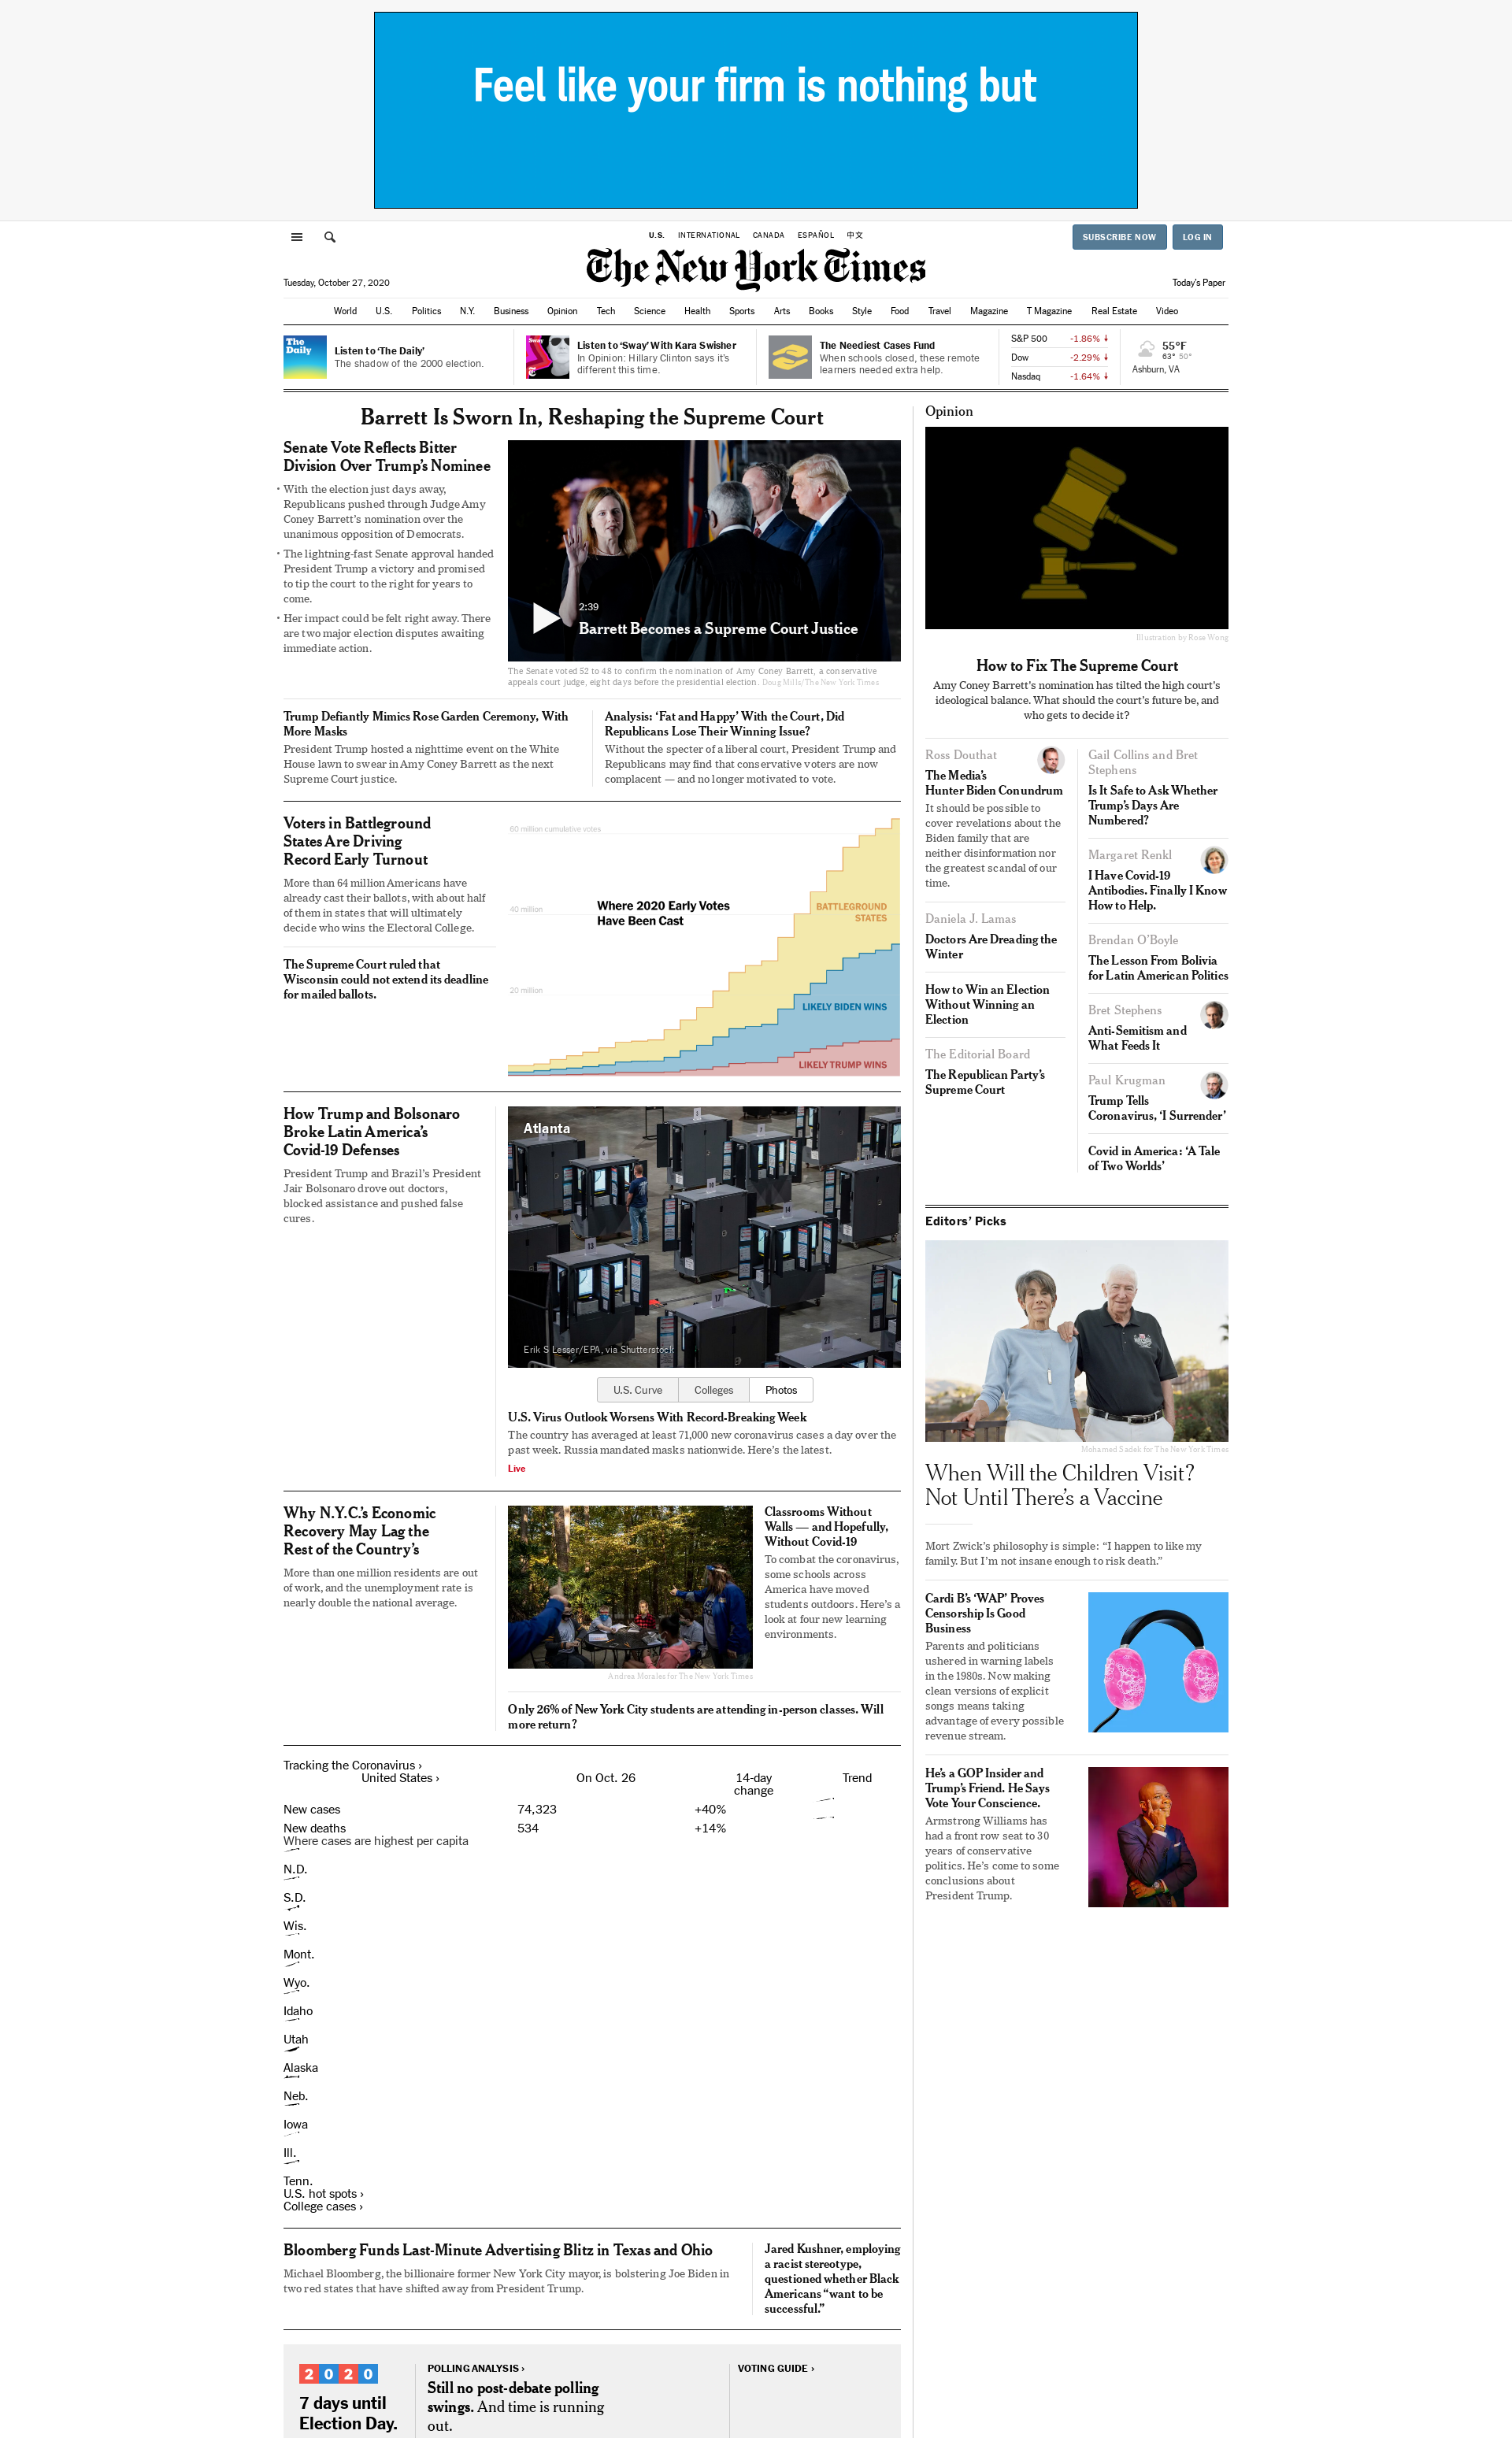 Feel like your firm is nothing but
U.S. INTERNATIONAL CANADA ESPAÑOL 中文
SUBSCRIBE NOW LOG IN
The New York Times
Tuesday, October 27, 2020
Today's Paper
World U.S. Politics N.Y. Business Opinion Tech Science Health Sports Arts Books Style Food Travel Magazine T Magazine Real Estate Video
The
Daily
Listen to ‘The Daily’
The shadow of the 2000 election.
Sway
Listen to ‘Sway’ With Kara Swisher
In Opinion: Hillary Clinton says it's
different this time.
The Neediest Cases Fund
When schools closed, these remote
learners needed extra help.
S&P 500 -1.86%
Dow -2.29%
Nasdaq -1.64%
55°F
63° 50°
Ashburn, VA
Barrett Is Sworn In, Reshaping the Supreme Court
Senate Vote Reflects Bitter
Division Over Trump’s Nominee
• With the election just days away,
Republicans pushed through Judge Amy
Coney Barrett’s nomination over the
unanimous opposition of Democrats.
• The lightning-fast Senate approval handed
President Trump a victory and promised
to tip the court to the right for years to
come.
• Her impact could be felt right away. There
are two major election disputes awaiting
immediate action.
2:39
Barrett Becomes a Supreme Court Justice
The Senate voted 52 to 48 to confirm the nomination of Amy Coney Barrett, a conservative
appeals court judge, eight days before the presidential election. Doug Mills/The New York Times
Trump Defiantly Mimics Rose Garden Ceremony, With
More Masks
President Trump hosted a nighttime event on the White
House lawn to swear in Amy Coney Barrett as the next
Supreme Court justice.
Analysis: ‘Fat and Happy’ With the Court, Did
Republicans Lose Their Winning Issue?
Without the specter of a liberal court, President Trump and
Republicans may find that conservative voters are now
complacent — and no longer motivated to vote.
Voters in Battleground
States Are Driving
Record Early Turnout
More than 64 million Americans have
already cast their ballots, with about half
of them in states that will ultimately
decide who wins the Electoral College.
The Supreme Court ruled that
Wisconsin could not extend its deadline
for mailed ballots.
60 million cumulative votes
40 million
20 million
Where 2020 Early Votes
Have Been Cast
BATTLEGROUND
STATES
LIKELY BIDEN WINS
LIKELY TRUMP WINS
How Trump and Bolsonaro
Broke Latin America’s
Covid-19 Defenses
President Trump and Brazil’s President
Jair Bolsonaro drove out doctors,
blocked assistance and pushed false
cures.
Atlanta
13
14
17
21
Erik S Lesser/EPA, via Shutterstock
U.S. Curve Colleges Photos
U.S. Virus Outlook Worsens With Record-Breaking Week
The country has averaged at least 71,000 new coronavirus cases a day over the
past week. Russia mandated masks nationwide. Here’s the latest.
Live
Why N.Y.C.’s Economic
Recovery May Lag the
Rest of the Country’s
More than one million residents are out
of work, and the unemployment rate is
nearly double the national average.
Andrea Morales for The New York Times
Classrooms Without
Walls — and Hopefully,
Without Covid-19
To combat the coronavirus,
some schools across
America have moved
students outdoors. Here’s a
look at four new learning
environments.
Only 26% of New York City students are attending in-person classes. Will
more return?
Tracking the Coronavirus ›
United States › On Oct. 26 14-day
change Trend
New cases 74,323 +40%
New deaths 534 +14%
Where cases are highest per capita
N.D.
S.D.
Wis.
Mont.
Wyo.
Idaho
Utah
Alaska
Neb.
Iowa
Ill.
Tenn.
U.S. hot spots ›
College cases ›
Bloomberg Funds Last-Minute Advertising Blitz in Texas and Ohio
Michael Bloomberg, the billionaire former New York City mayor, is bolstering Joe Biden in
two red states that have shifted away from President Trump.
Jared Kushner, employing
a racist stereotype,
questioned whether Black
Americans “want to be
successful.”
2020
7 days until
Election Day.
POLLING ANALYSIS ›
Still no post-debate polling
swings. And time is running
out.
VOTING GUIDE ›
Opinion
Illustration by Rose Wong
How to Fix The Supreme Court
Amy Coney Barrett’s nomination has tilted the high court’s
ideological balance. What should the court’s future be, and
who gets to decide it?
Ross Douthat
The Media’s
Hunter Biden Conundrum
It should be possible to
cover revelations about the
Biden family that are
neither disinformation nor
the greatest scandal of our
time.
Daniela J. Lamas
Doctors Are Dreading the
Winter
How to Win an Election
Without Winning an
Election
The Editorial Board
The Republican Party’s
Supreme Court
Gail Collins and Bret
Stephens
Is It Safe to Ask Whether
Trump’s Days Are
Numbered?
Margaret Renkl
I Have Covid-19
Antibodies. Finally I Know
How to Help.
Brendan O’Boyle
The Lesson From Bolivia
for Latin American Politics
Bret Stephens
Anti-Semitism and
What Feeds It
Paul Krugman
Trump Tells
Coronavirus, ‘I Surrender’
Covid in America: ‘A Tale
of Two Worlds’
Editors’ Picks
Mohamed Sadek for The New York Times
When Will the Children Visit?
Not Until There’s a Vaccine
Mort Zwick’s philosophy is simple: “I happen to like my
family. But I’m not insane enough to risk death.”
Cardi B’s ‘WAP’ Proves
Censorship Is Good
Business
Parents and politicians
ushered in warning labels
in the 1980s. Now making
clean versions of explicit
songs means taking
advantage of every possible
revenue stream.
He’s a GOP Insider and
Trump’s Friend. He Says
Vote Your Conscience.
Armstrong Williams has
had a front row seat to 30
years of conservative
politics. He’s come to some
conclusions about
President Trump.